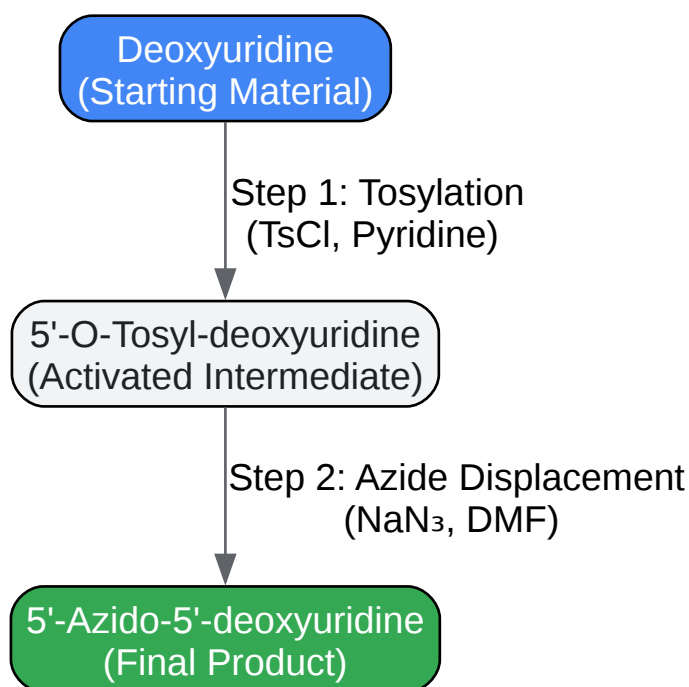 Deoxyuridine
(Starting Material)
Step 1: Tosylation
(TsCl, Pyridine)
5'-O-Tosyl-deoxyuridine
(Activated Intermediate)
Step 2: Azide Displacement
(NaN₃, DMF)
5'-Azido-5'-deoxyuridine
(Final Product)